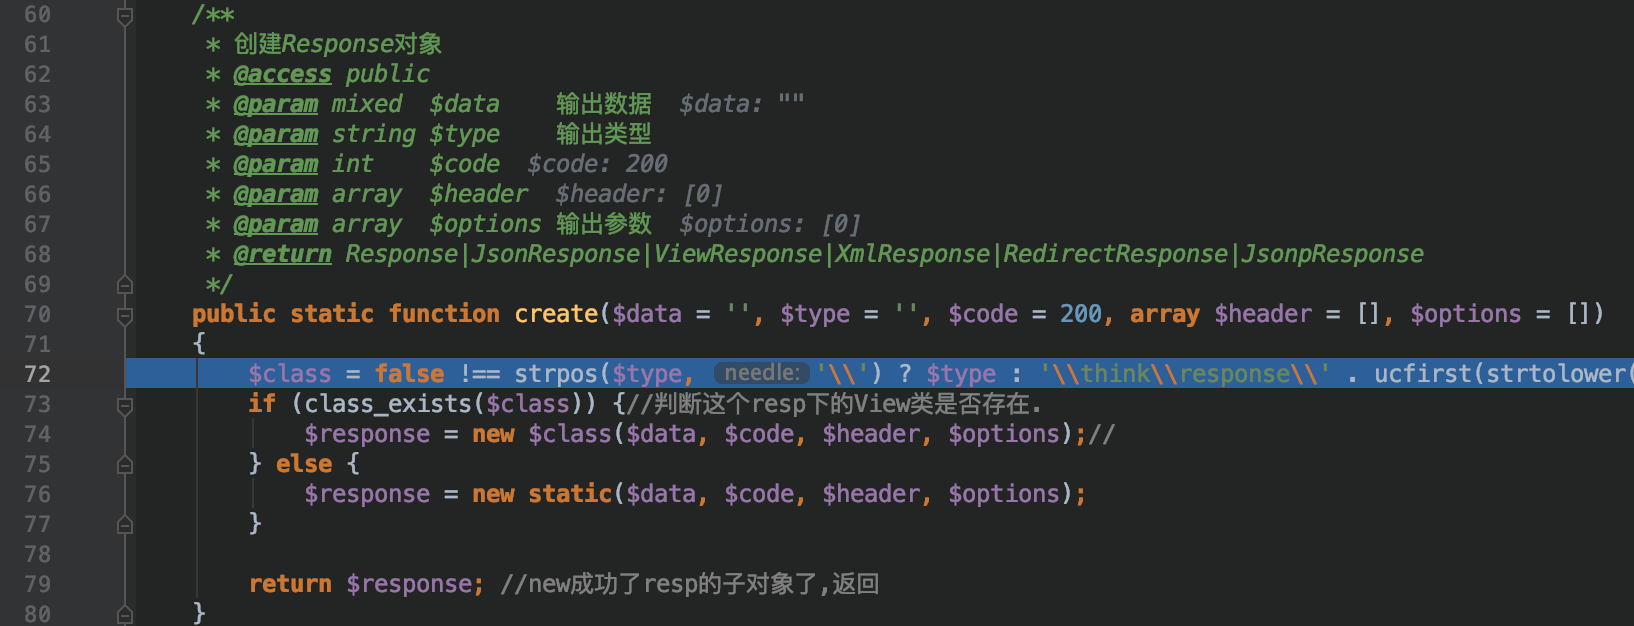 60 /**
61 * 创建Response对象
62 * @access public
63 * @param mixed  $data    输出数据  $data: ""
64 * @param string $type    输出类型
65 * @param int    $code  $code: 200
66 * @param array  $header  $header: [0]
67 * @param array  $options 输出参数  $options: [0]
68 * @return Response|JsonResponse|ViewResponse|XmlResponse|RedirectResponse|JsonpResponse
69 */
70 public static function create($data = '', $type = '', $code = 200, array $header = [], $options = [])
71 {
72 $class = false !== strpos($type, needle: '\\') ? $type : '\\think\\response\\' . ucfirst(strtolower(
73 if (class_exists($class)) {//判断这个resp下的View类是否存在.
74 $response = new $class($data, $code, $header, $options);//
75 } else {
76 $response = new static($data, $code, $header, $options);
77 }
78
79 return $response; //new成功了resp的子对象了,返回
80 }